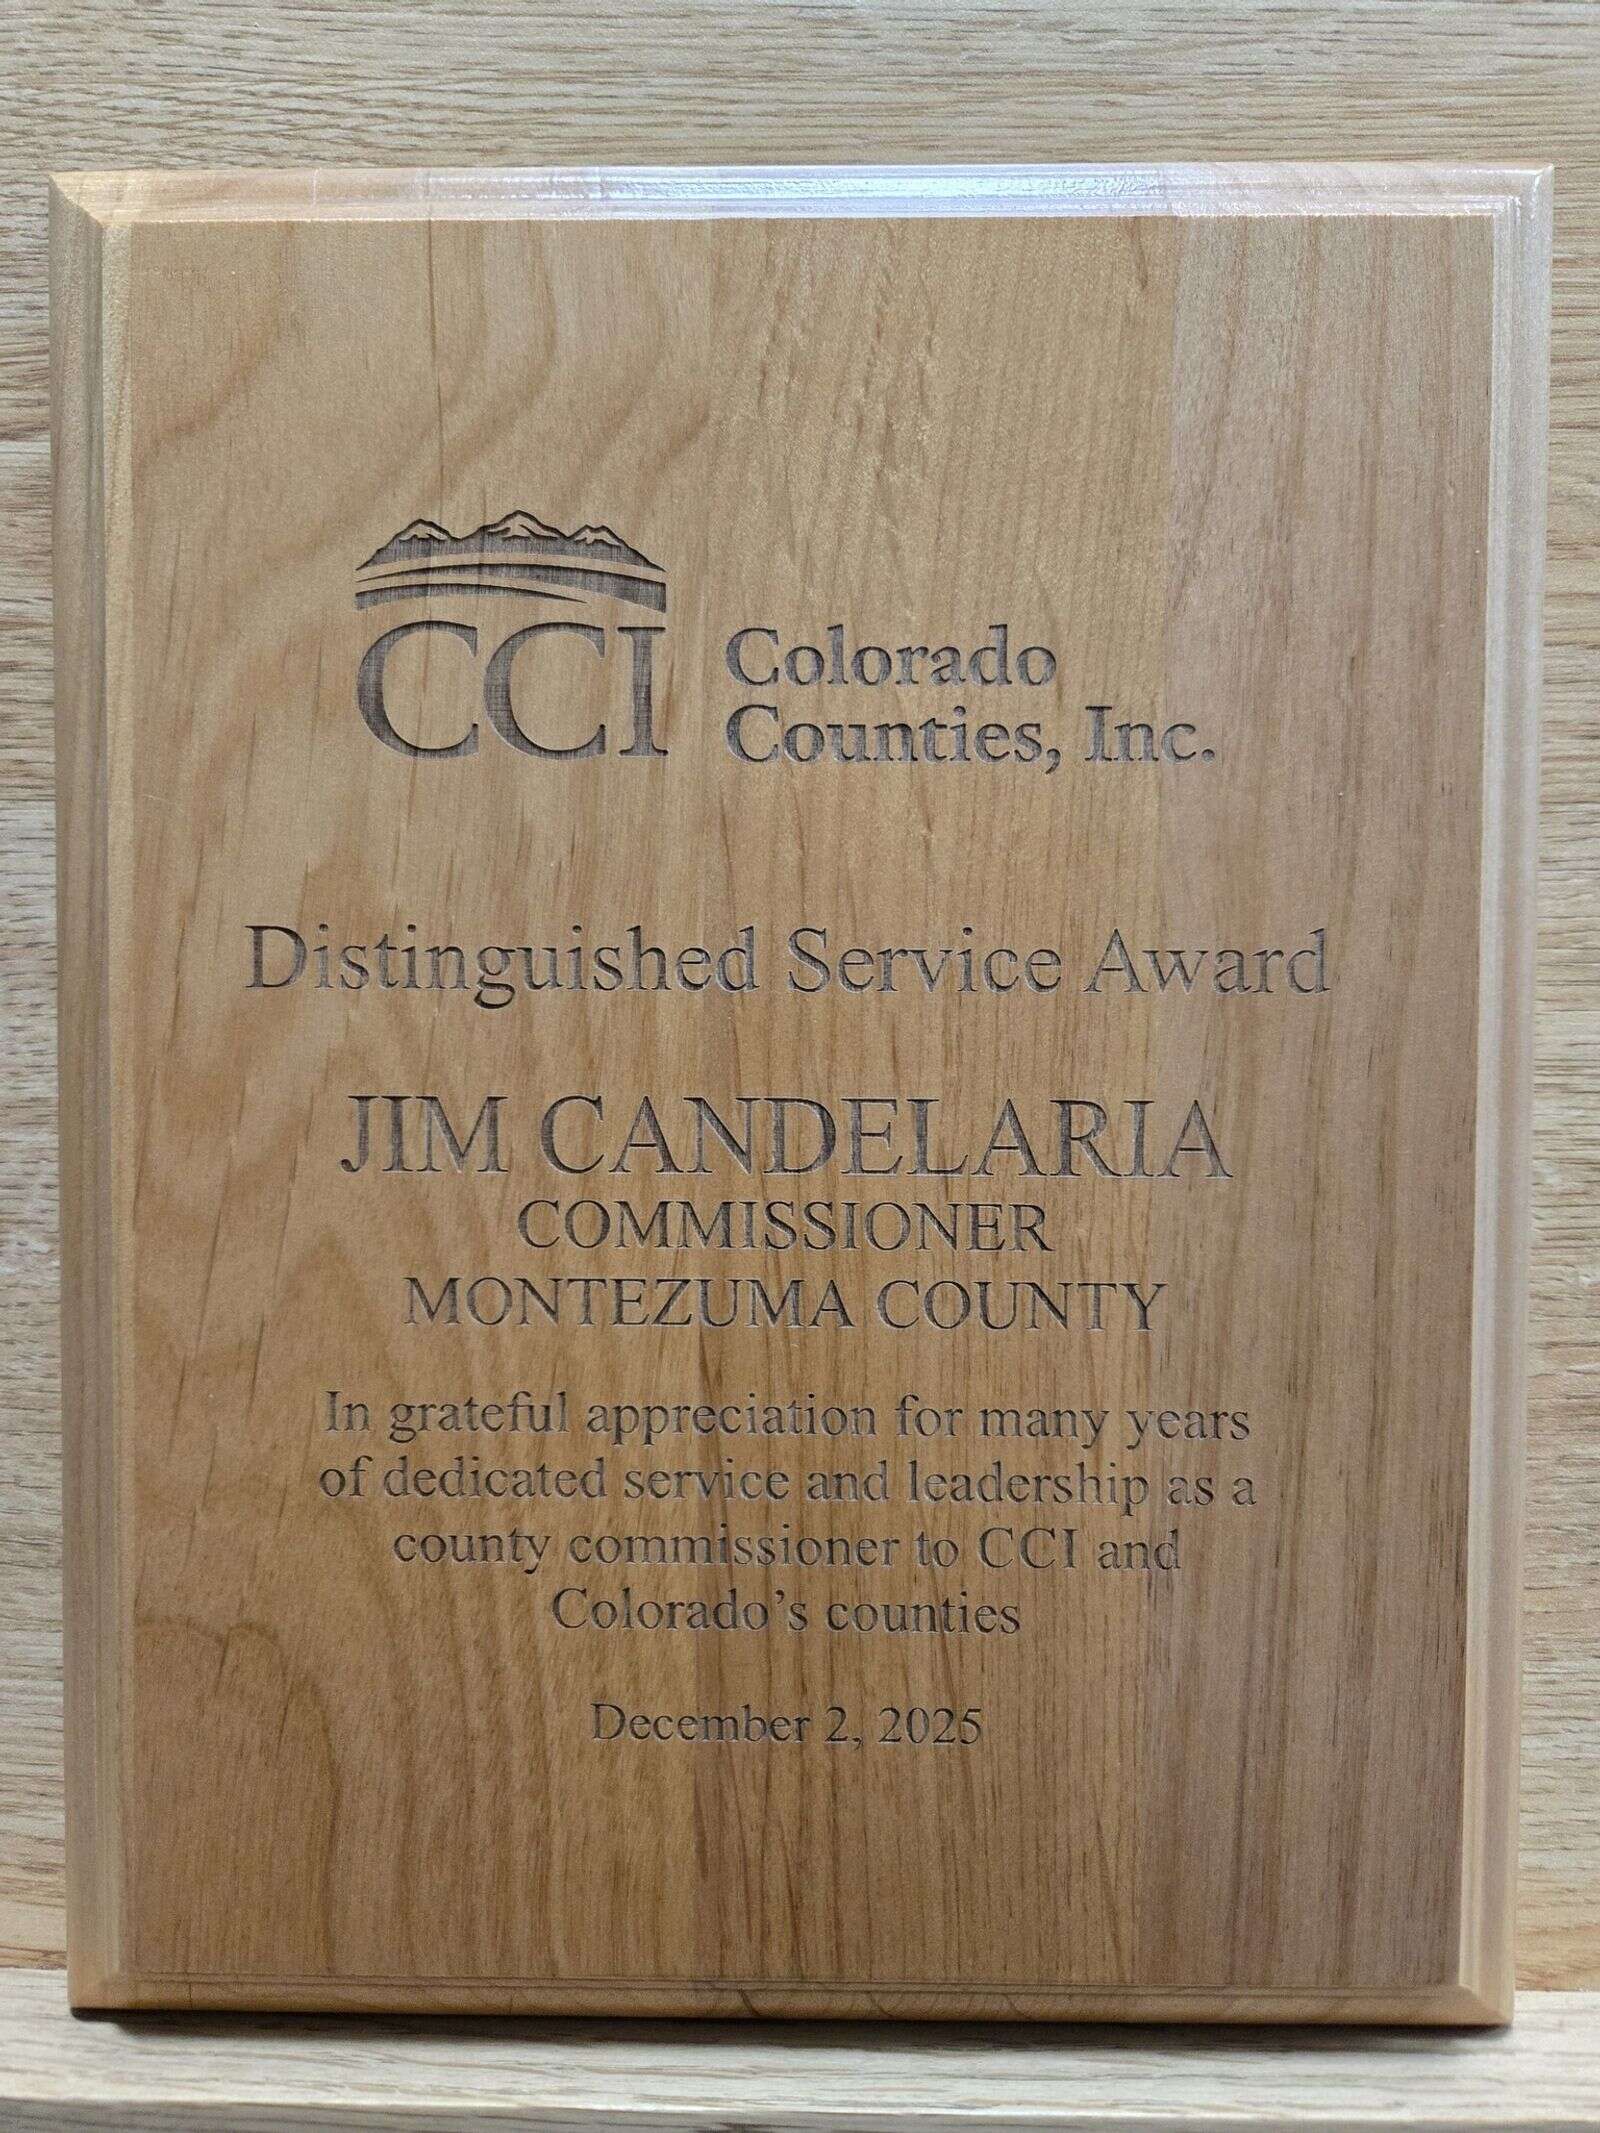 CCI
Colorado
Counties, Inc.
Distinguished Service Award
JIM CANDELARIA
COMMISSIONER
MONTEZUMA COUNTY
In grateful appreciation for many years
of dedicated service and leadership as a
county commissioner to CCI and
Colorado’s counties
December 2, 2025